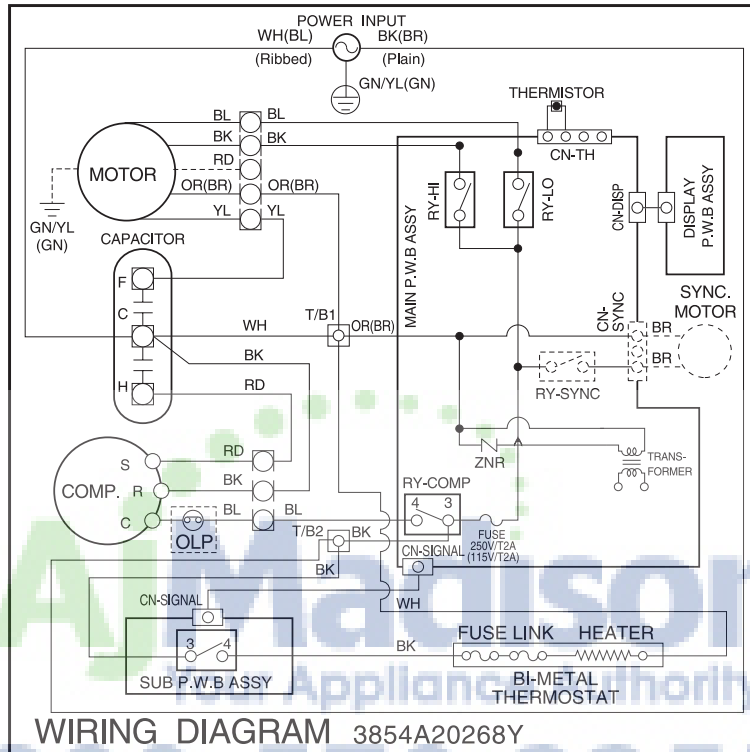 POWER INPUT
WH(BL)
BK(BR)
(Ribbed)
(Plain)
GN/YL(GN)
THERMISTOR
CN-TH
BL
BL
BK
BK
RD
MOTOR
OR(BR)
OR(BR)
YL
YL
GN/YL
(GN)
RY-HI
RY-LO
MAIN P.W.B ASSY
CN-DISP
DISPLAY
P.W.B ASSY
CAPACITOR
F
C
H
WH
T/B1
OR(BR)
BK
RD
CN-SYNC
SYNC.
MOTOR
BR
BR
RY-SYNC
ZNR
TRANS-
FORMER
S
RD
COMP.
R
BK
C
BL
BL
OLP
RY-COMP
4
3
FUSE
250V/T2A
(115V/T2A)
T/B2
BK
BK
CN-SIGNAL
CN-SIGNAL
WH
3
4
SUB P.W.B ASSY
BK
FUSE LINK
HEATER
BI-METAL
THERMOSTAT
AjMadison
Your Appliance Authority
WIRING DIAGRAM 3854A20268Y